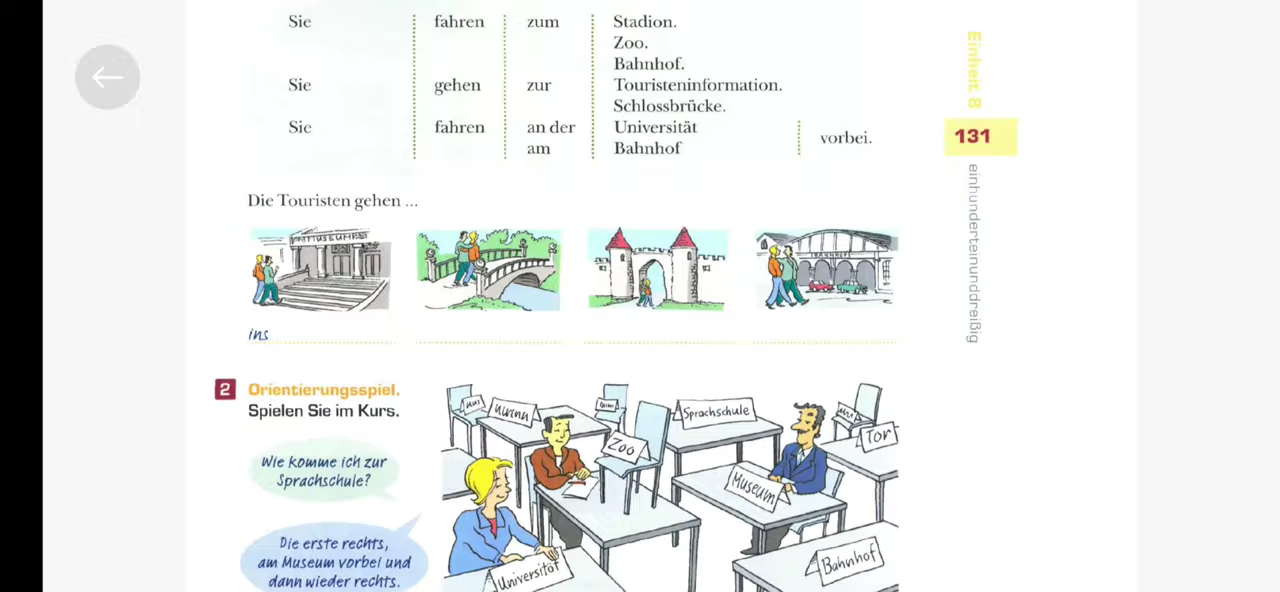 Sie fahren zum Stadion.
Zoo.
Bahnhof.
Sie gehen zur Touristeninformation.
Schlossbrücke.
Sie fahren an der Universität
am Bahnhof vorbei.
Einheit 8
131
einhunderteinunddreißig
Die Touristen gehen ...
BAHNHOF
ins
2 Orientierungsspiel.
Spielen Sie im Kurs.
Wie komme ich zur
Sprachschule?
Die erste rechts,
am Museum vorbei und
dann wieder rechts.
Sprachschule
Tor
Zoo
Museum
Bahnhof
Universität